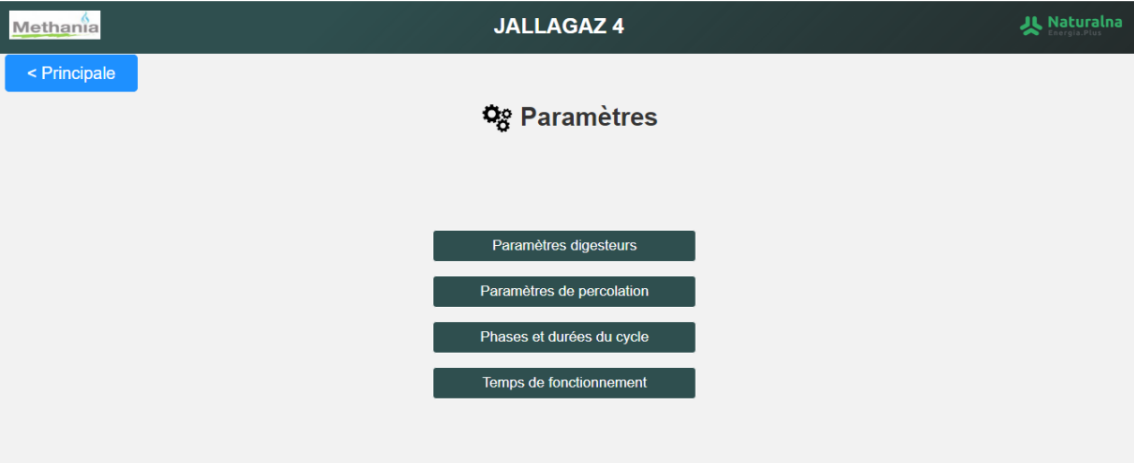 Methania
JALLAGAZ 4
Naturalna
Energia.Plus
< Principale
Paramètres
Paramètres digesteurs
Paramètres de percolation
Phases et durées du cycle
Temps de fonctionnement